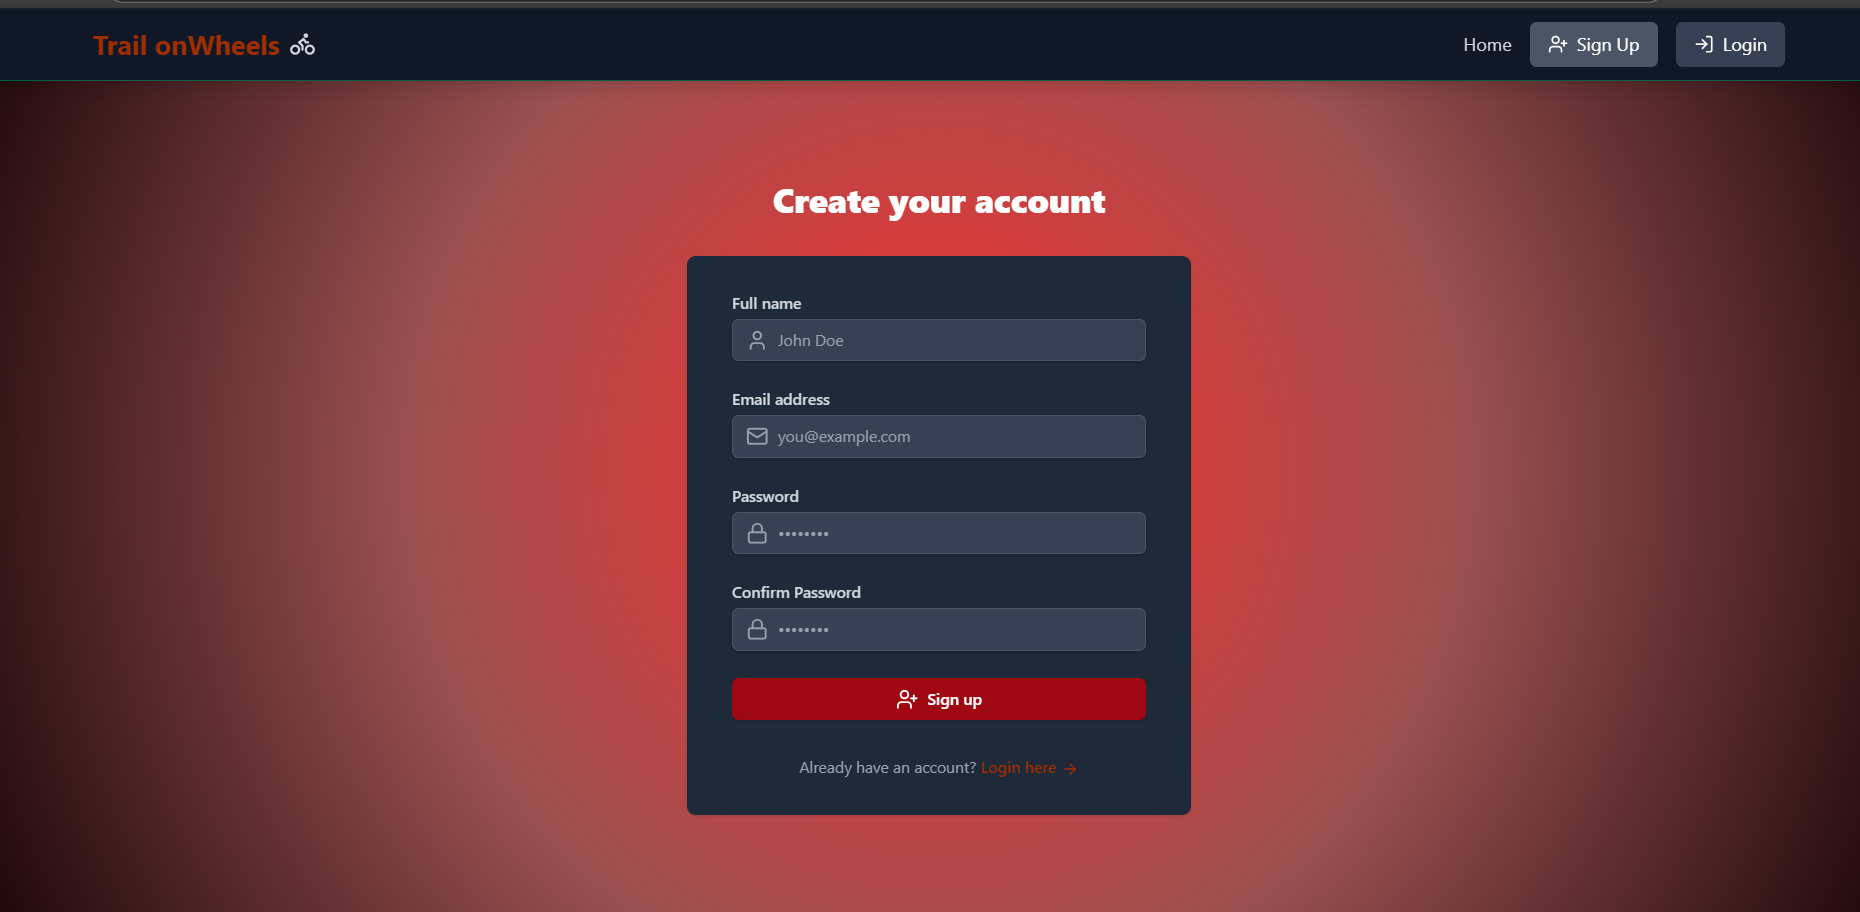 Trail onWheels
Home
Sign Up
Login
Create your account
Full name
John Doe
Email address
you@example.com
Password
••••••••
Confirm Password
••••••••
Sign up
Already have an account? Login here →